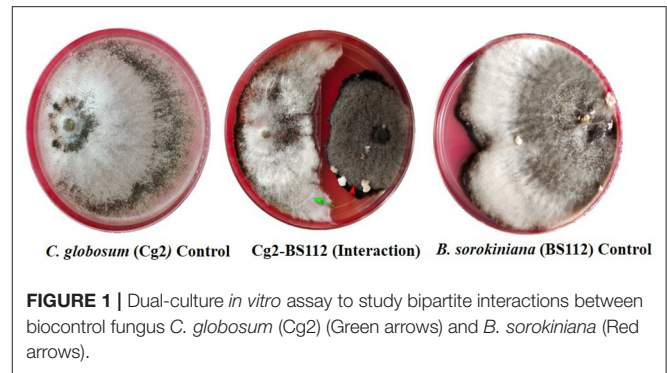 C. globosum (Cg2) Control Cg2-BS112 (Interaction) B. sorokiniana (BS112) Control
FIGURE 1 | Dual-culture in vitro assay to study bipartite interactions between
biocontrol fungus C. globosum (Cg2) (Green arrows) and B. sorokiniana (Red
arrows).